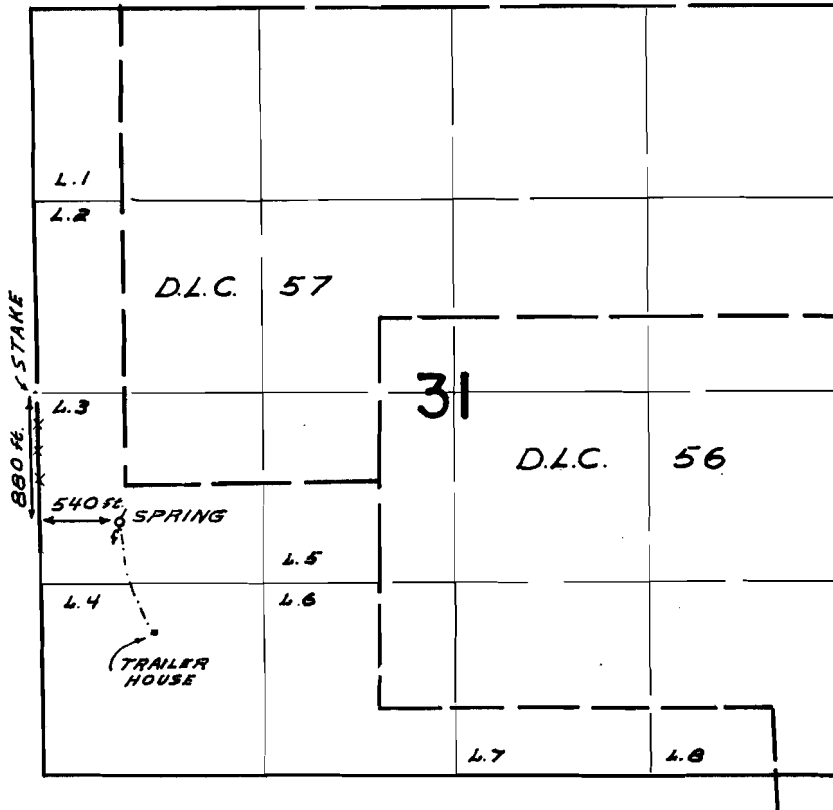 L.1
L.2
D.L.C. 57
STAKE
L.3
31
880 ft.
D.L.C. 56
540 ft.
SPRING
L.5
L.4
L.6
TRAILER
HOUSE
L.7
L.8